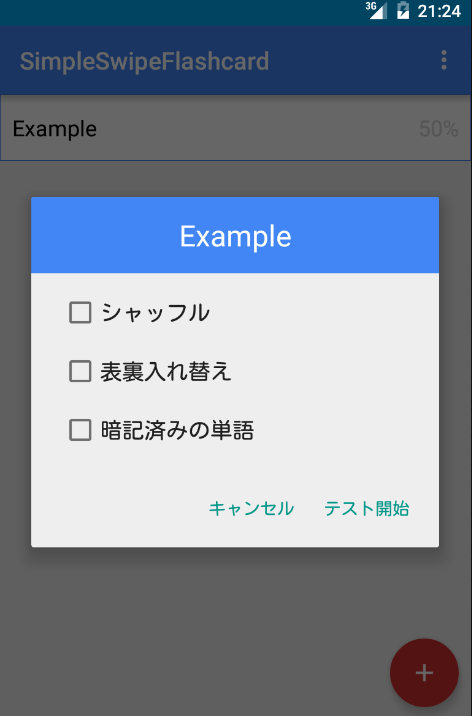 3G 21:24
SimpleSwipeFlashcard
Example 50%
Example
シャッフル
表裏入れ替え
暗記済みの単語
キャンセル テスト開始